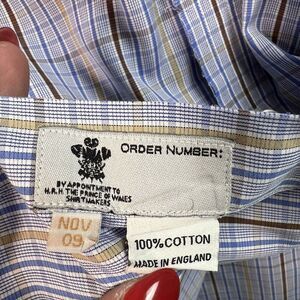 ORDER NUMBER:
BY APPOINTMENT TO
H.R.H. THE PRINCE OF WALES
SHIRTMAKERS
NOV
09
100% COTTON
MADE IN ENGLAND